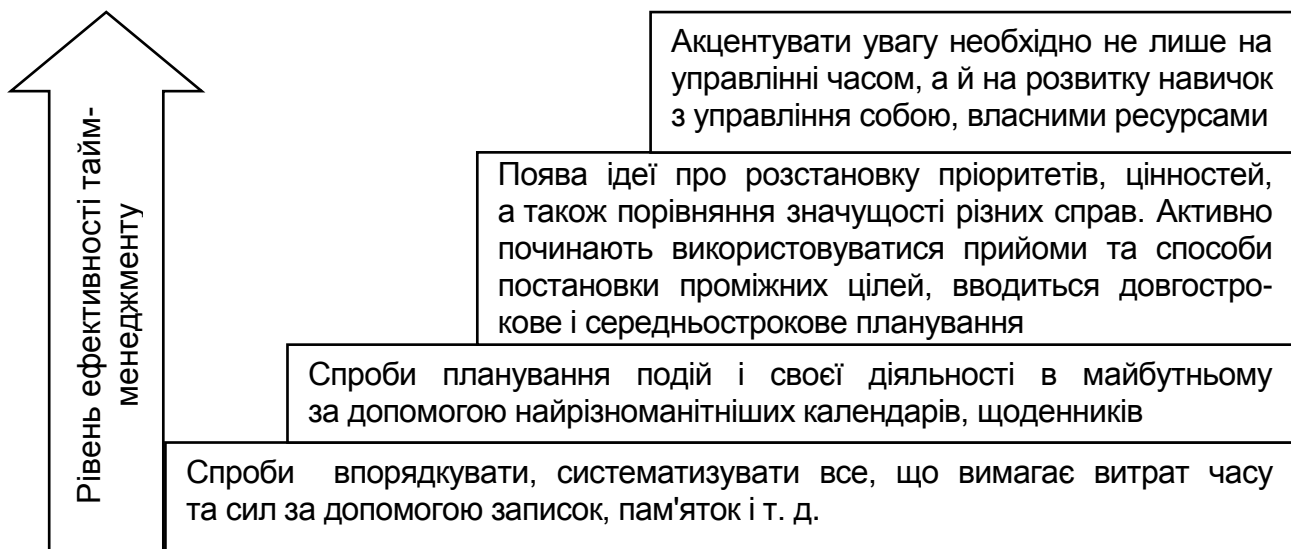 Рівень ефективності тайм-
менеджменту
Акцентувати увагу необхідно не лише на
управлінні часом, а й на розвитку навичок
з управління собою, власними ресурсами
Поява ідеї про розстановку пріоритетів, цінностей,
а також порівняння значущості різних справ. Активно
починають використовуватися прийоми та способи
постановки проміжних цілей, вводиться довгостро-
кове і середньострокове планування
Спроби планування подій і своєї діяльності в майбутньому
за допомогою найрізноманітніших календарів, щоденників
Спроби впорядкувати, систематизувати все, що вимагає витрат часу
та сил за допомогою записок, пам'яток і т. д.